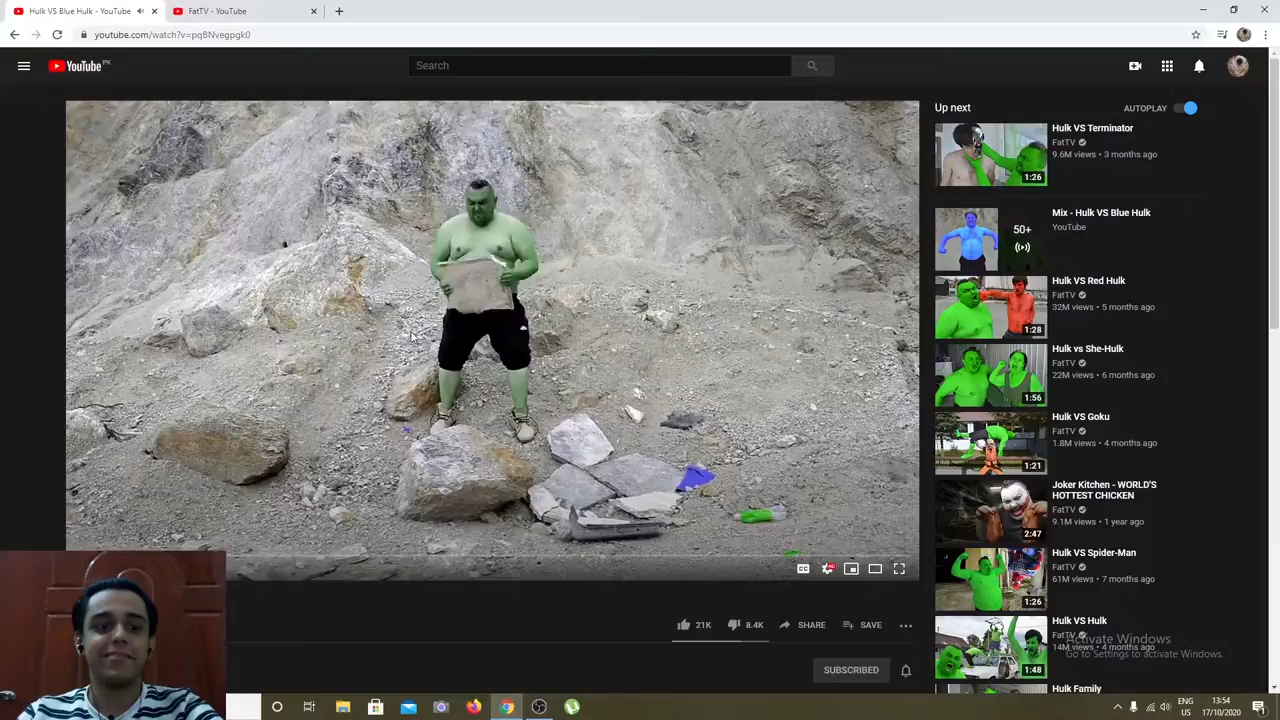 Hulk VS Blue Hulk - YouTube
FatTV - YouTube
youtube.com/watch?v=pqBNvegpgk0
YouTube PK
Search
Up next
AUTOPLAY
Hulk VS Terminator
FatTV
9.6M views • 3 months ago
1:26
Mix - Hulk VS Blue Hulk
YouTube
50+
Hulk VS Red Hulk
FatTV
32M views • 5 months ago
1:28
Hulk vs She-Hulk
FatTV
22M views • 6 months ago
1:56
Hulk VS Goku
FatTV
1.8M views • 4 months ago
1:21
Joker Kitchen - WORLD'S
HOTTEST CHICKEN
FatTV
9.1M views • 1 year ago
2:47
Hulk VS Spider-Man
FatTV
61M views • 7 months ago
1:26
Hulk VS Hulk
FatTV
14M views • 4 months ago
1:48
Hulk Family
CC
HD
21K
8.4K
SHARE
SAVE
SUBSCRIBED
Activate Windows
Go to Settings to activate Windows.
ENG
US
13:54
17/10/2020
1